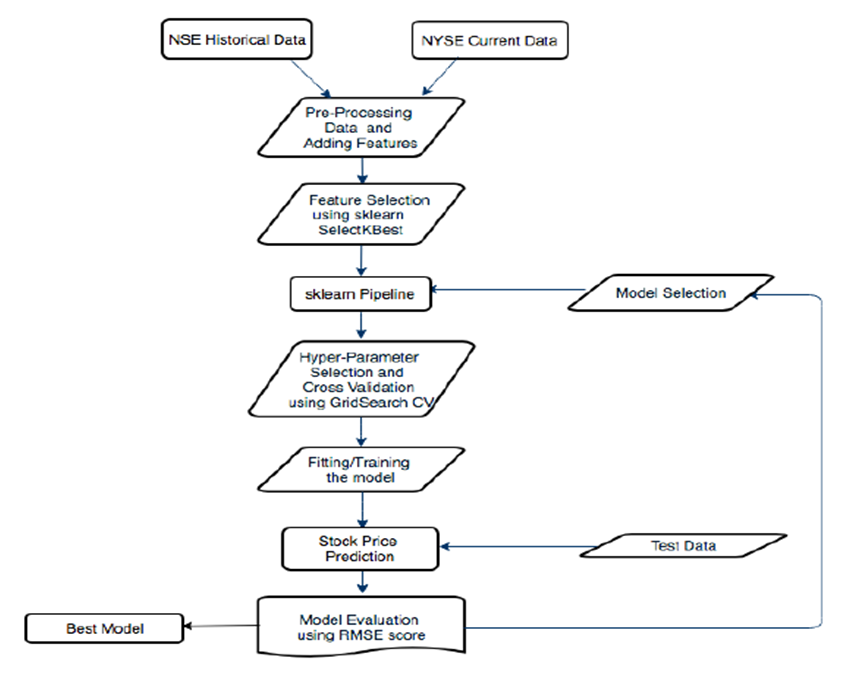 NSE Historical Data
NYSE Current Data
Pre-Processing
Data and
Adding Features
Feature Selection
using sklearn
SelectKBest
sklearn Pipeline
Model Selection
Hyper-Parameter
Selection and
Cross Validation
using GridSearch CV
Fitting/Training
the model
Stock Price
Prediction
Test Data
Model Evaluation
using RMSE score
Best Model